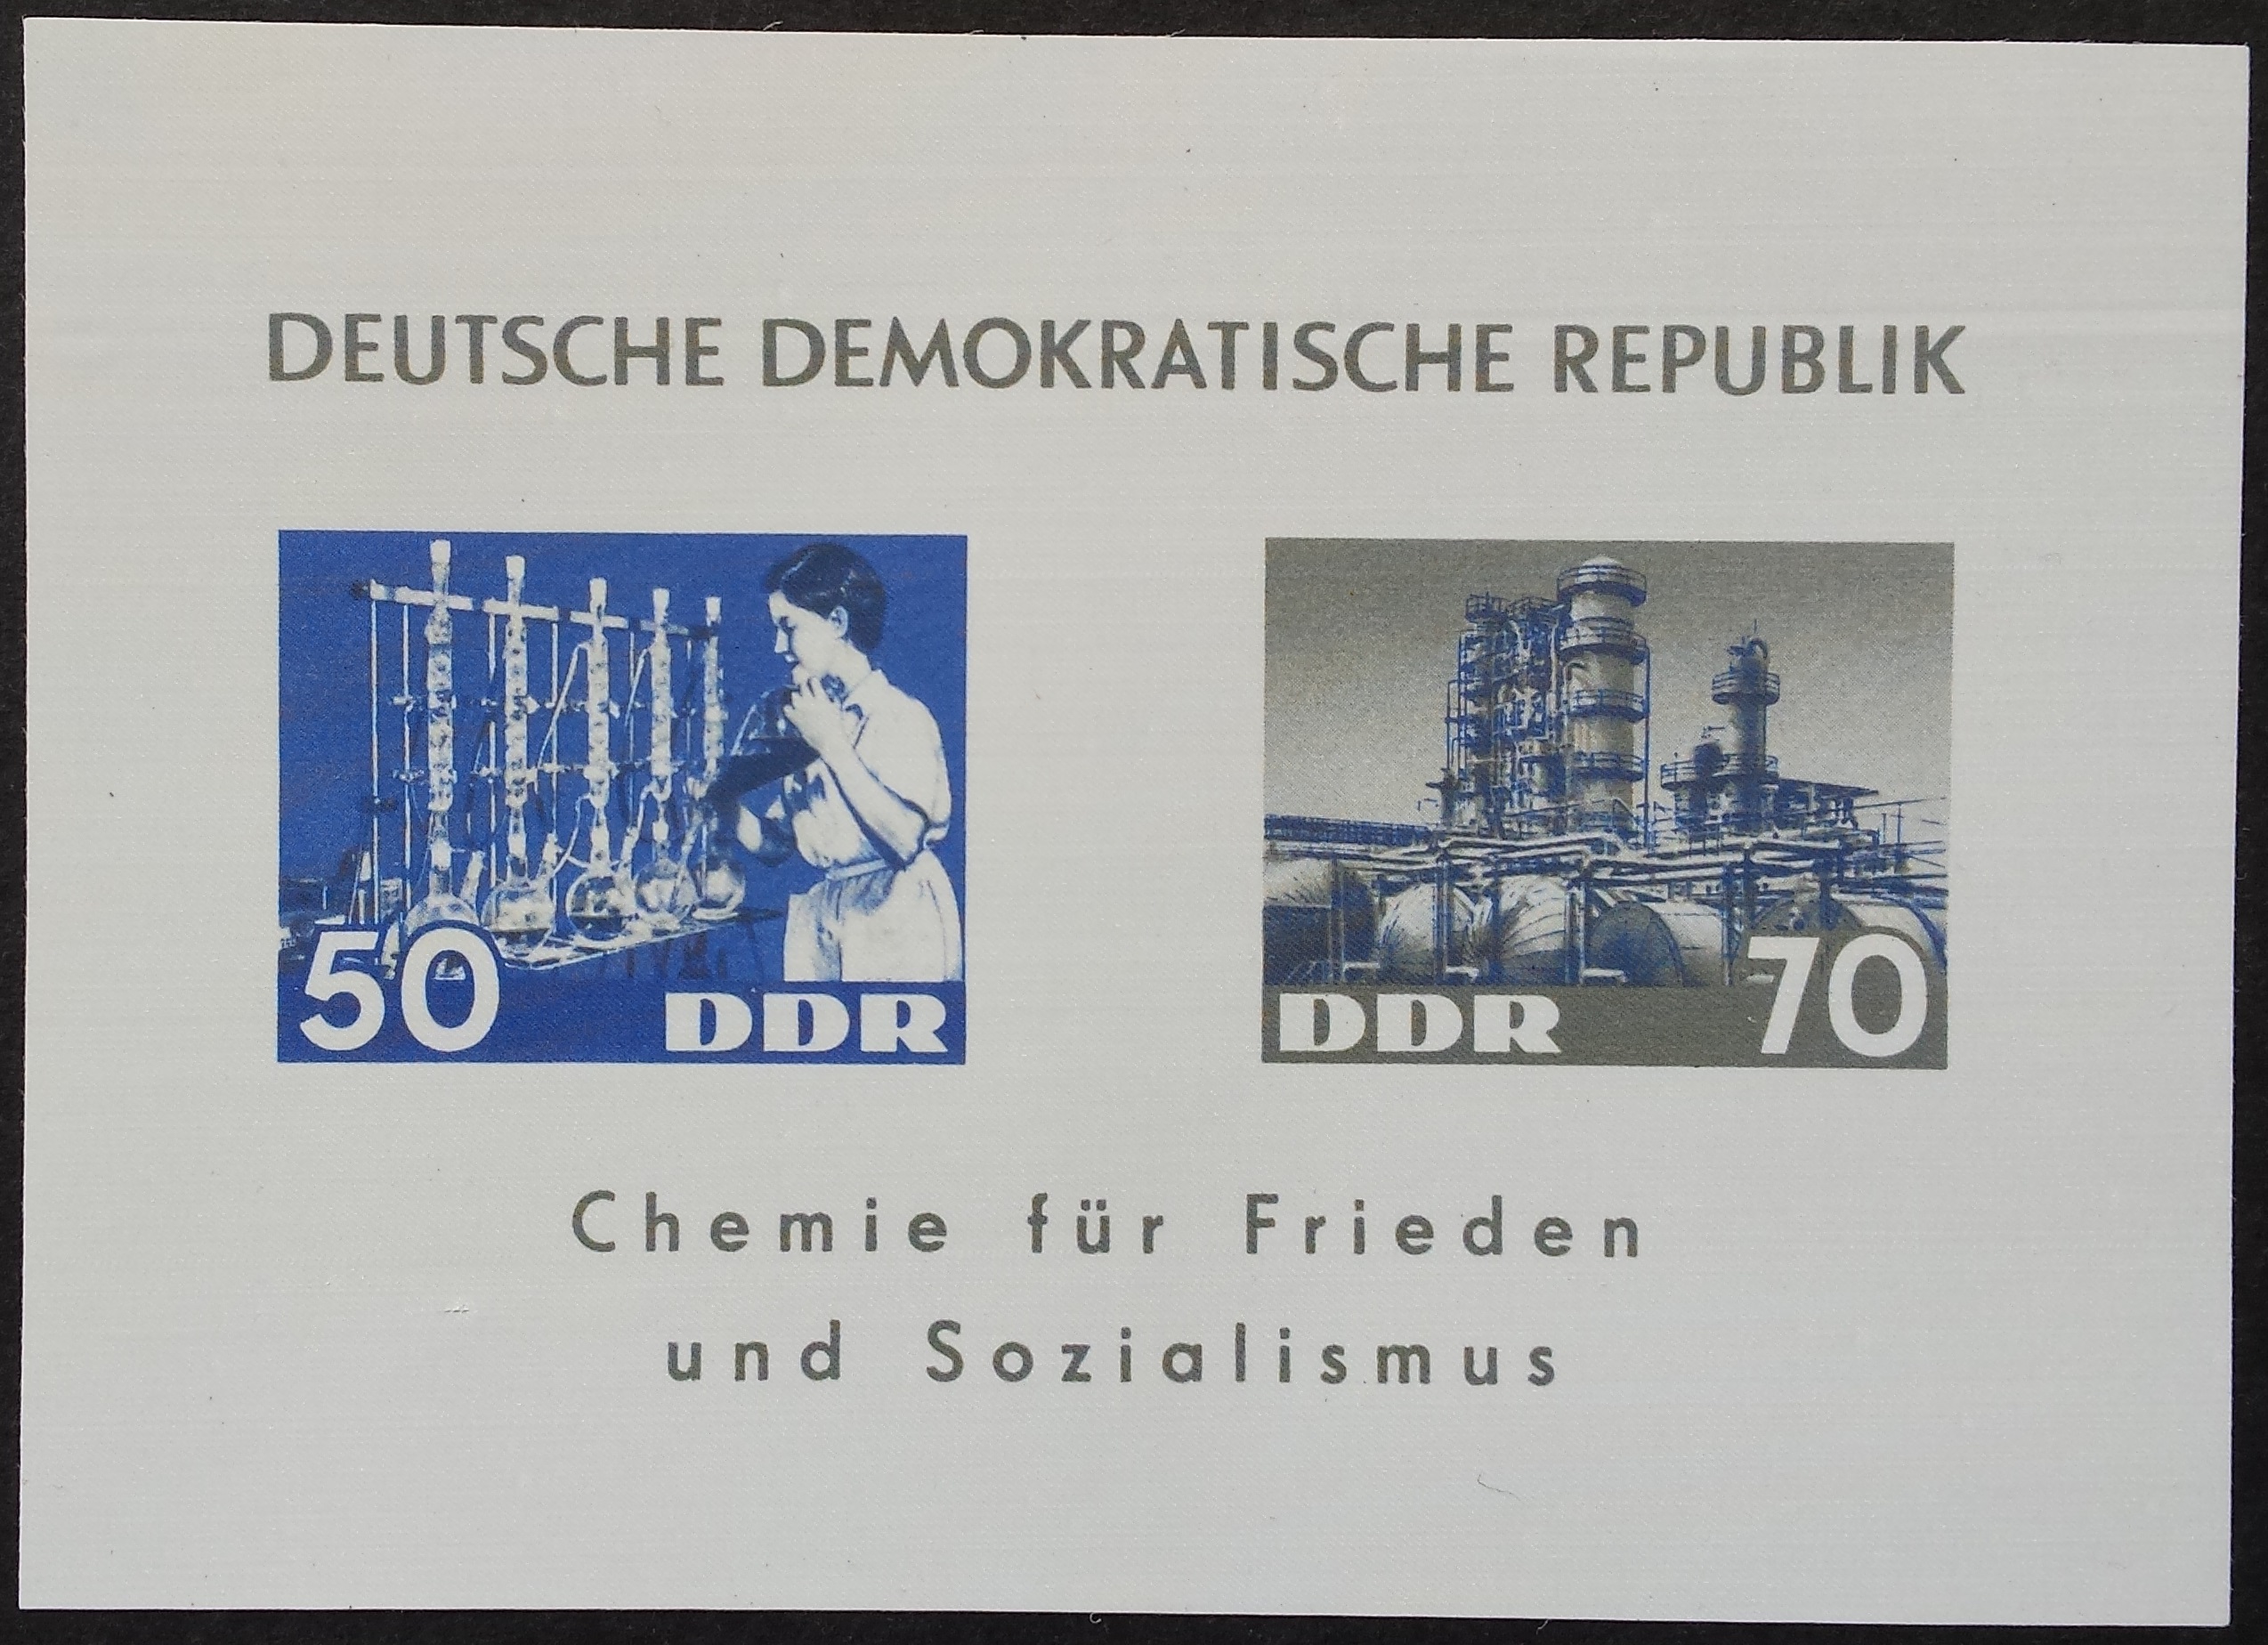 DEUTSCHE DEMOKRATISCHE REPUBLIK
50 DDR
DDR 70
Chemie für Frieden
und Sozialismus